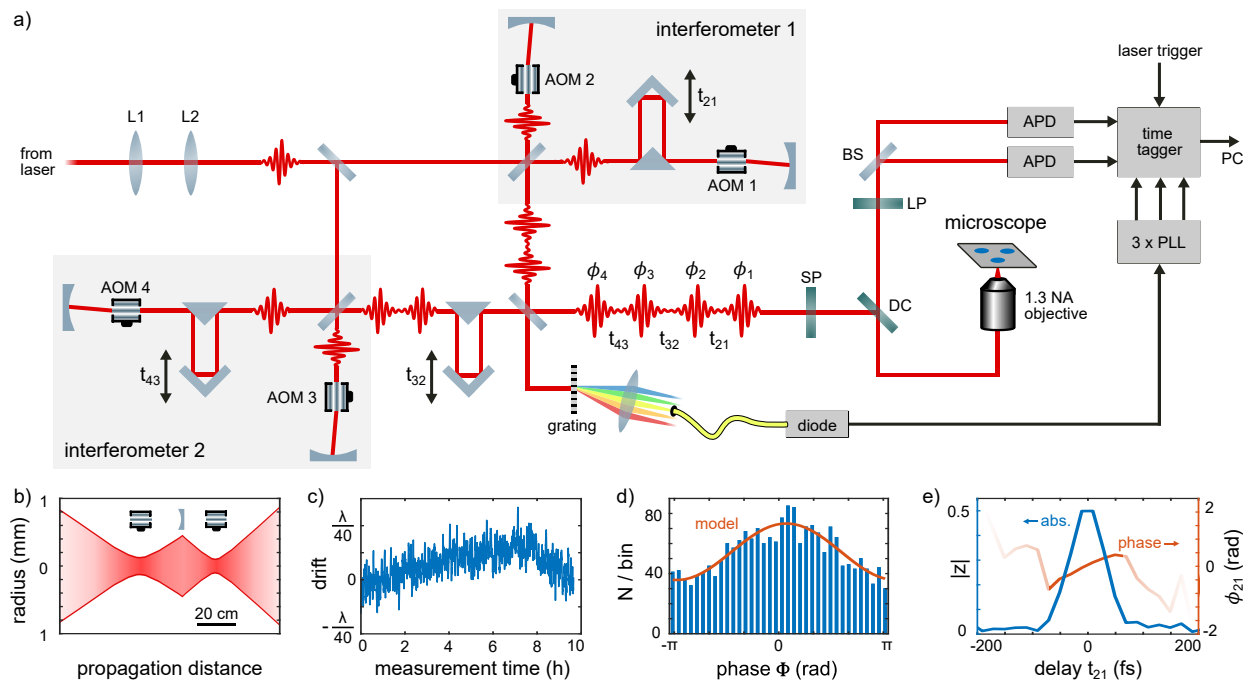 a)
interferometer 1
AOM 2
t21
AOM 1
L1
L2
from
laser
laser trigger
APD
APD
time
tagger
PC
BS
LP
3 x PLL
microscope
1.3 NA
objective
DC
SP
ϕ4
ϕ3
ϕ2
ϕ1
t43
t32
t21
AOM 4
t43
AOM 3
t32
interferometer 2
grating
diode
b)
radius (mm)
1
0
1
20 cm
propagation distance
c)
drift
λ/40
0
-λ/40
0
2
4
6
8
10
measurement time (h)
d)
N / bin
80
60
40
20
0
model
-π
0
π
phase Φ (rad)
e)
|z|
0.5
0
abs.
phase
2
0
-2
ϕ21 (rad)
-200
0
200
delay t21 (fs)